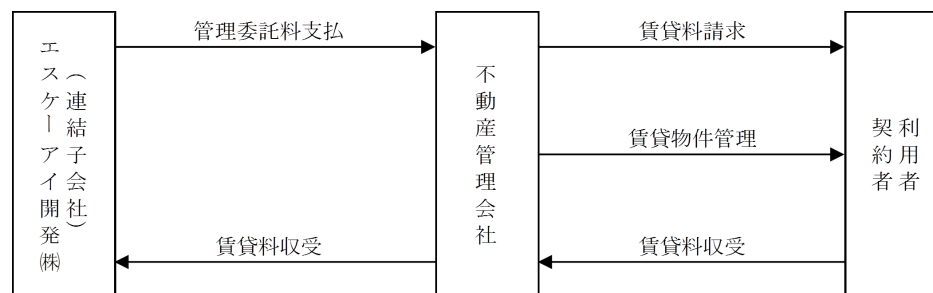 エスケーアイ開発㈱
（連結子会社）
管理委託料支払
賃貸料収受
不動産管理会社
賃貸料請求
賃貸物件管理
賃貸料収受
利用者
契約者